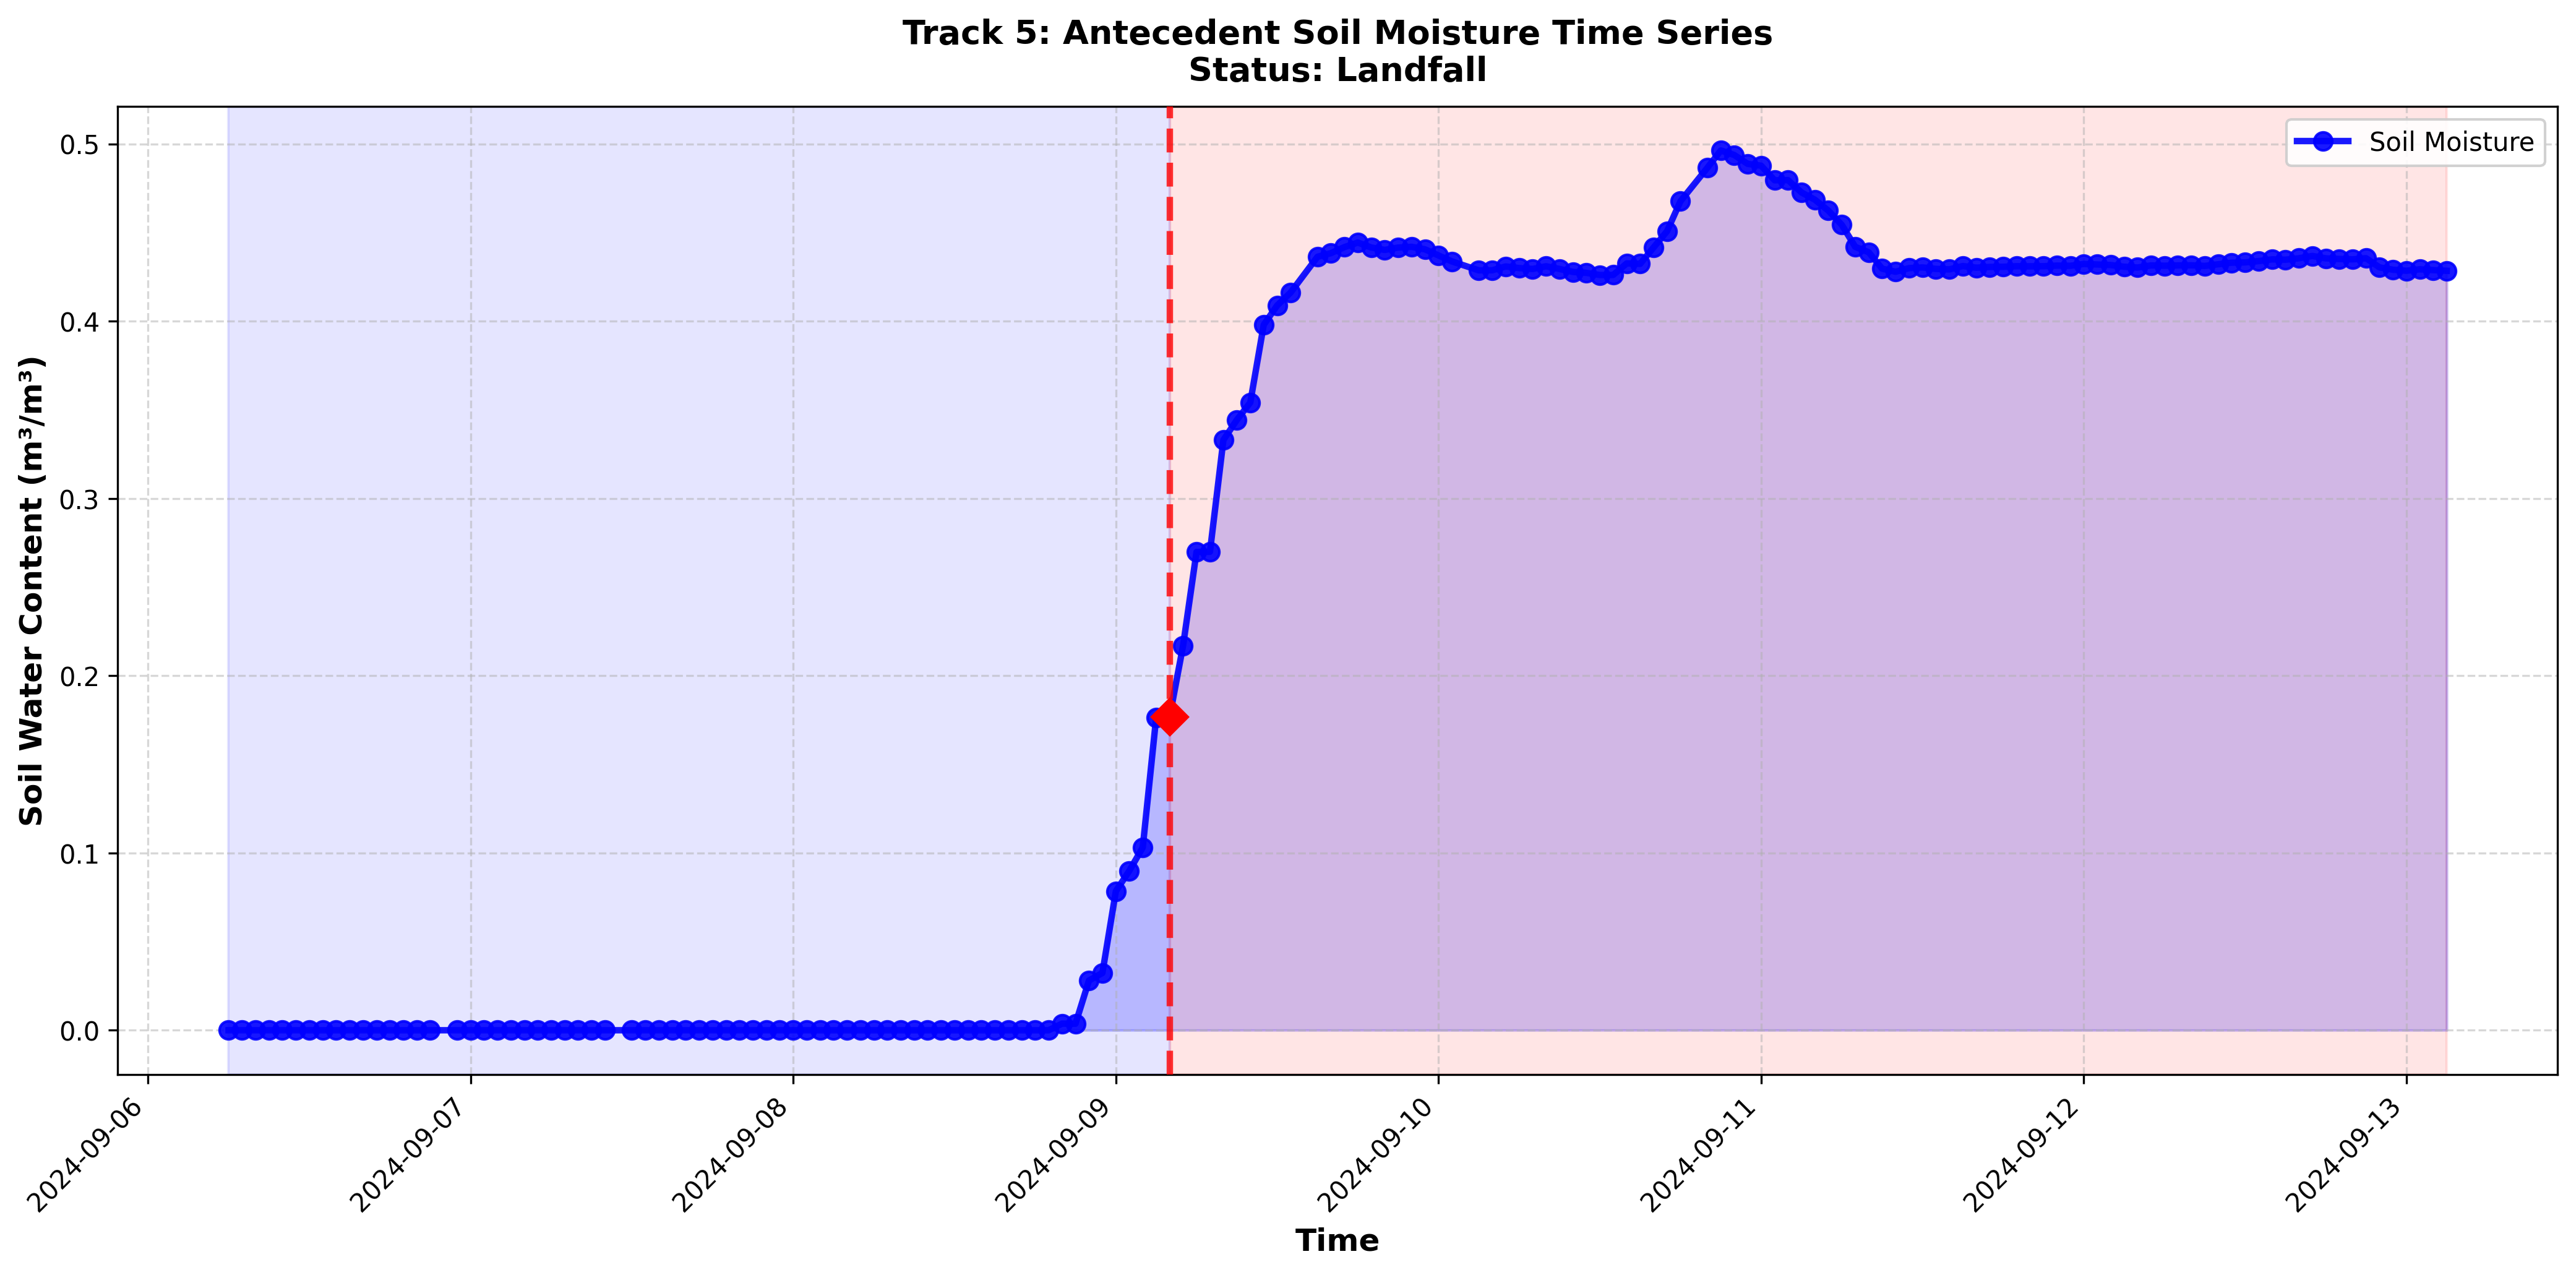 Track 5: Antecedent Soil Moisture Time Series
Status: Landfall
Soil Moisture
Soil Water Content (m³/m³)
0.5
0.4
0.3
0.2
0.1
0.0
2024-09-06
2024-09-07
2024-09-08
2024-09-09
2024-09-10
2024-09-11
2024-09-12
2024-09-13
Time